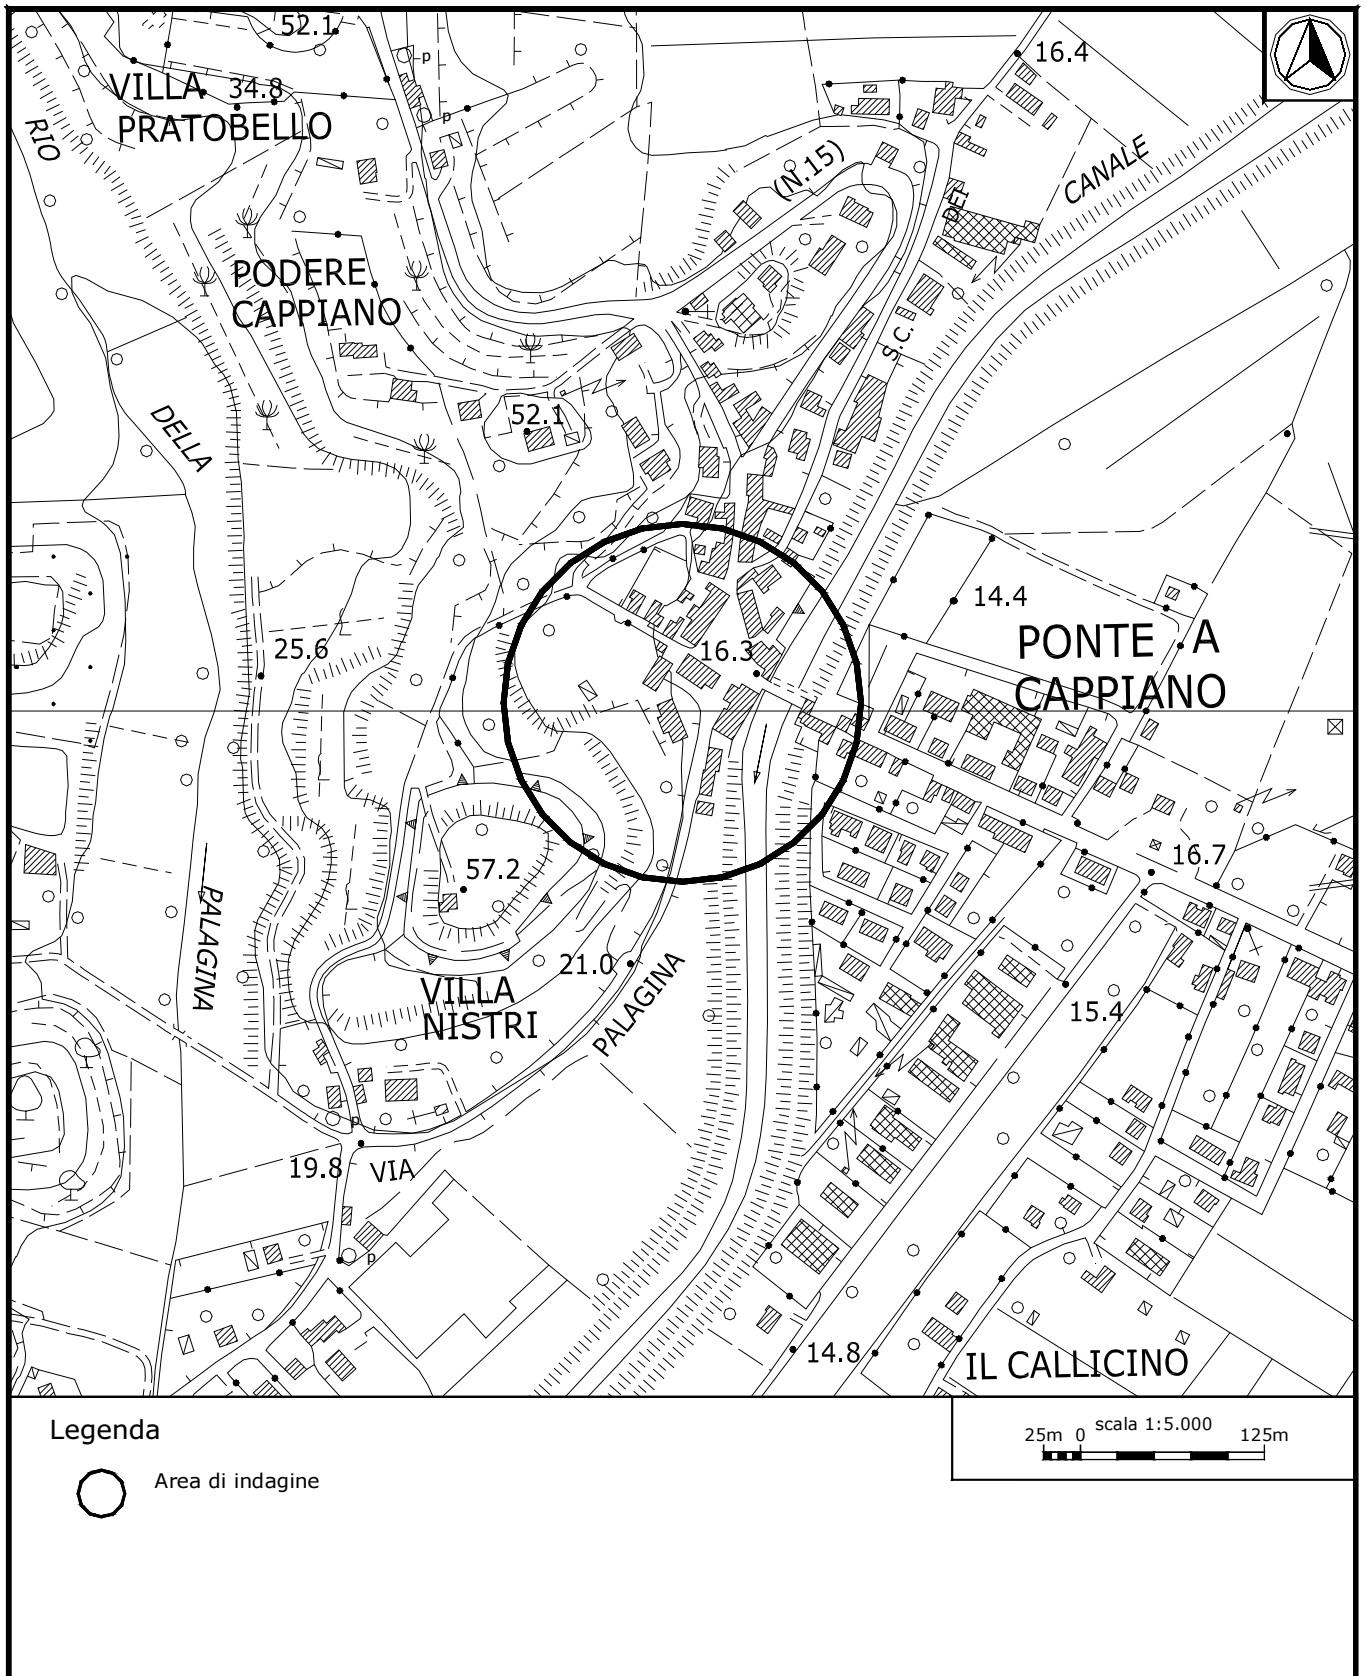 52.1
16.4
p
VILLA 34.8
p
PRATOBELLO
RIO
(N.15)
CANALE
DEI
PODERE
CAPPIANO
S.C.
52.1
DELLA
14.4
PONTE A
25.6
16.3
CAPPIANO
16.7
57.2
PALAGINA
21.0
VILLA
NISTRI
PALAGINA
15.4
p
19.8 VIA
p
14.8
IL CALLICINO
Legenda
Area di indagine
scala 1:5.000
25m 0 125m